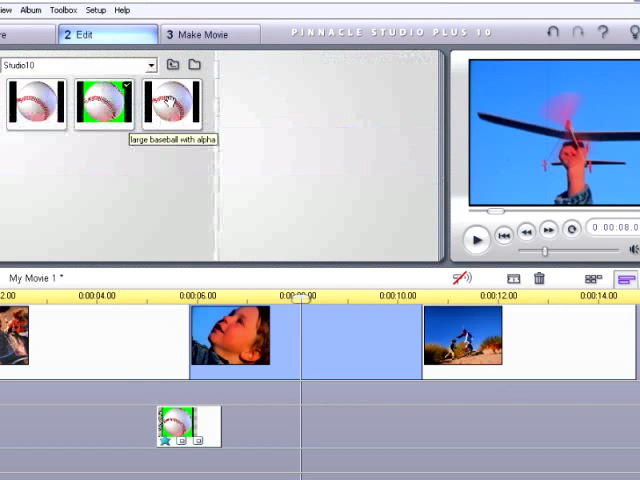 Album Toolbox Setup Help
2 Edit
3 Make Movie
PINNACLE STUDIO PLUS 10
Studio10
large baseball with alpha
0:00:08.0
My Movie 1 *
2.00 0:00:04.00 0:00:06.00 0:00:10.00 0:00:12.00 0:00:14.00